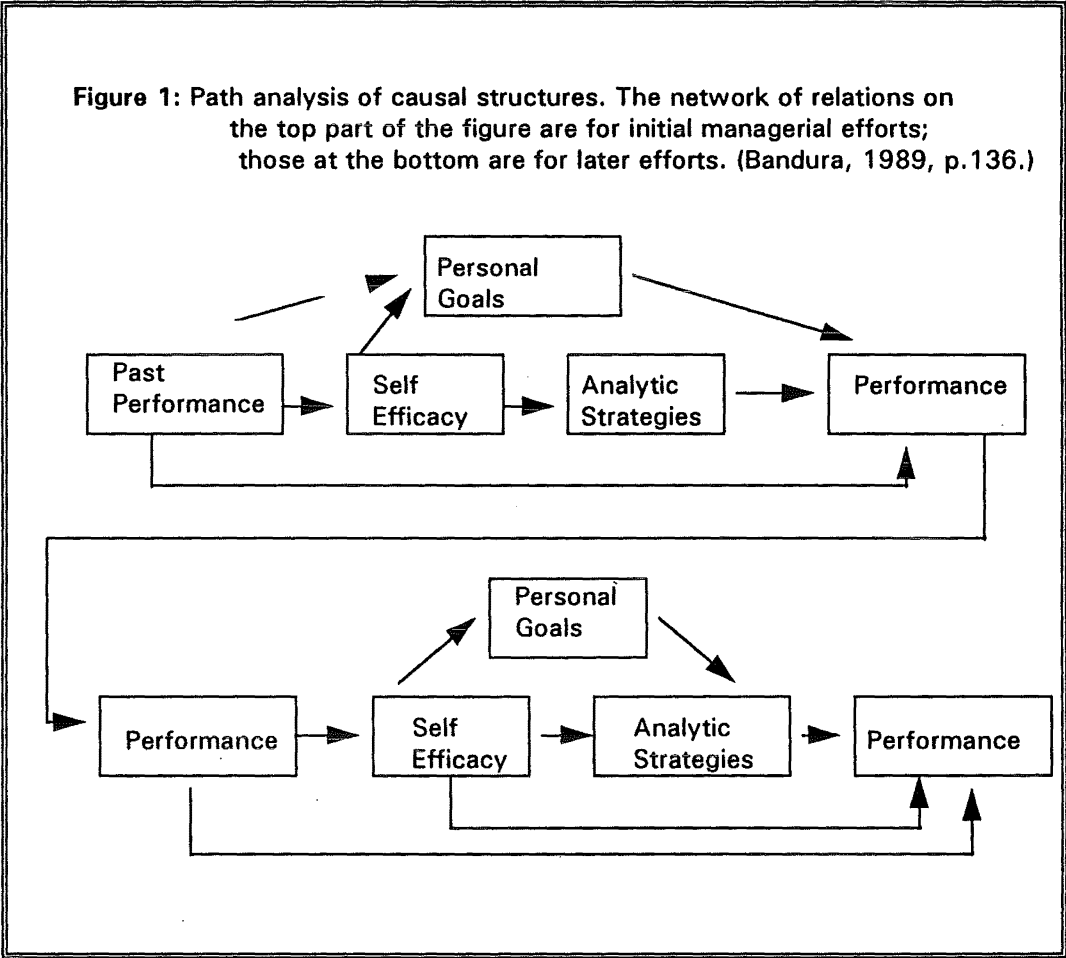 Figure 1: Path analysis of causal structures. The network of relations on
the top part of the figure are for initial managerial efforts;
those at the bottom are for later efforts. (Bandura, 1989, p.136.)
Personal
Goals
Past
Performance
Self
Efficacy
Analytic
Strategies
Performance
Personal
Goals
Performance
Self
Efficacy
Analytic
Strategies
Performance